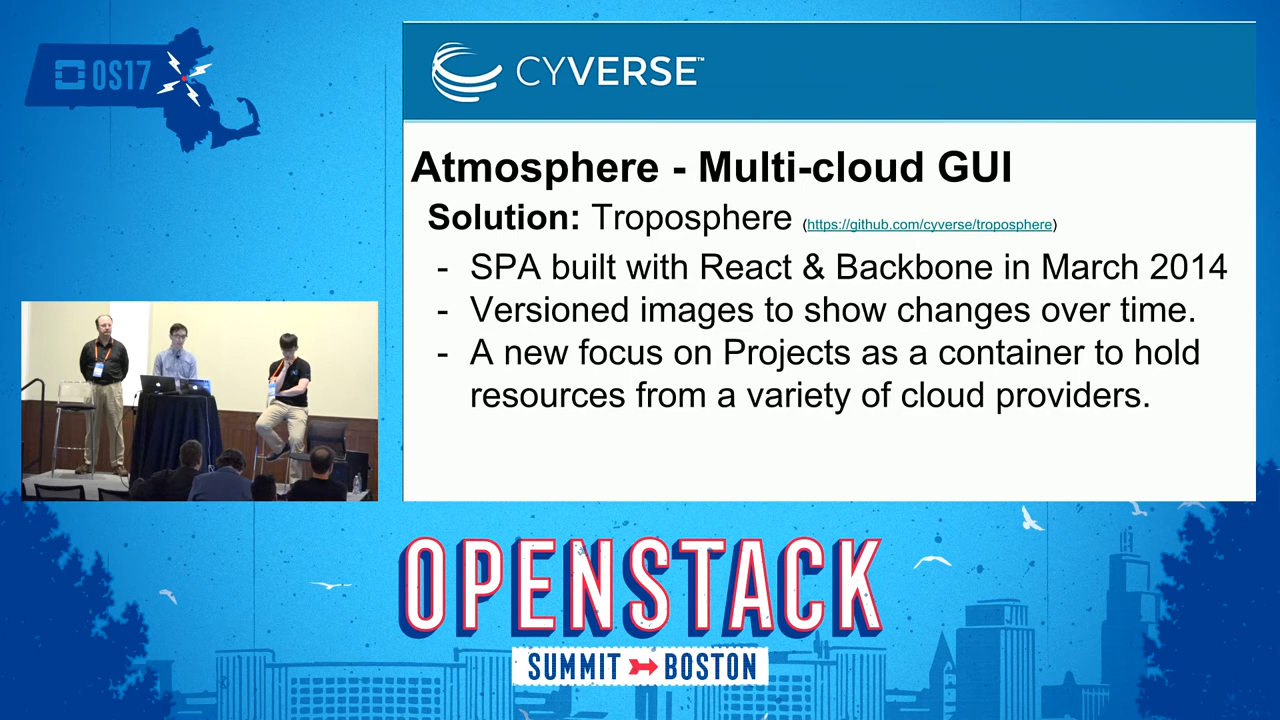 OS17
CYVERSE™
Atmosphere - Multi-cloud GUI
Solution: Troposphere (https://github.com/cyverse/troposphere)
- SPA built with React & Backbone in March 2014
- Versioned images to show changes over time.
- A new focus on Projects as a container to hold
resources from a variety of cloud providers.
OPENSTACK
SUMMIT BOSTON